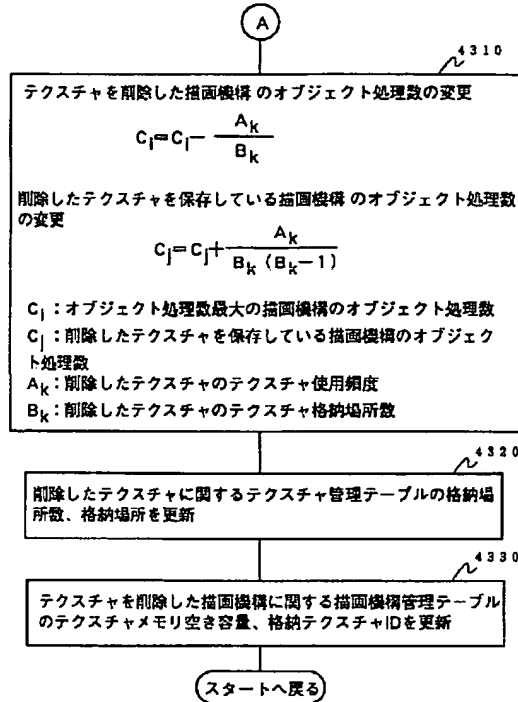 A
4310
テクスチャを削除した描画機構 のオブジェクト処理数の変更
C_i=C_i− A_k / B_k
削除したテクスチャを保存している描画機構 のオブジェクト処理数
の変更
C_j=C_j+ A_k / B_k (B_k−1)
C_i：オブジェクト処理数最大の描画機構のオブジェクト処理数
C_j：削除したテクスチャを保存している描画機構のオブジェク
ト処理数
A_k：削除したテクスチャのテクスチャ使用頻度
B_k：削除したテクスチャのテクスチャ格納場所数
4320
削除したテクスチャに関するテクスチャ管理テーブルの格納場
所数、格納場所を更新
4330
テクスチャを削除した描画機構に関する描画機構管理テーブル
のテクスチャメモリ空き容量、格納テクスチャIDを更新
スタートへ戻る